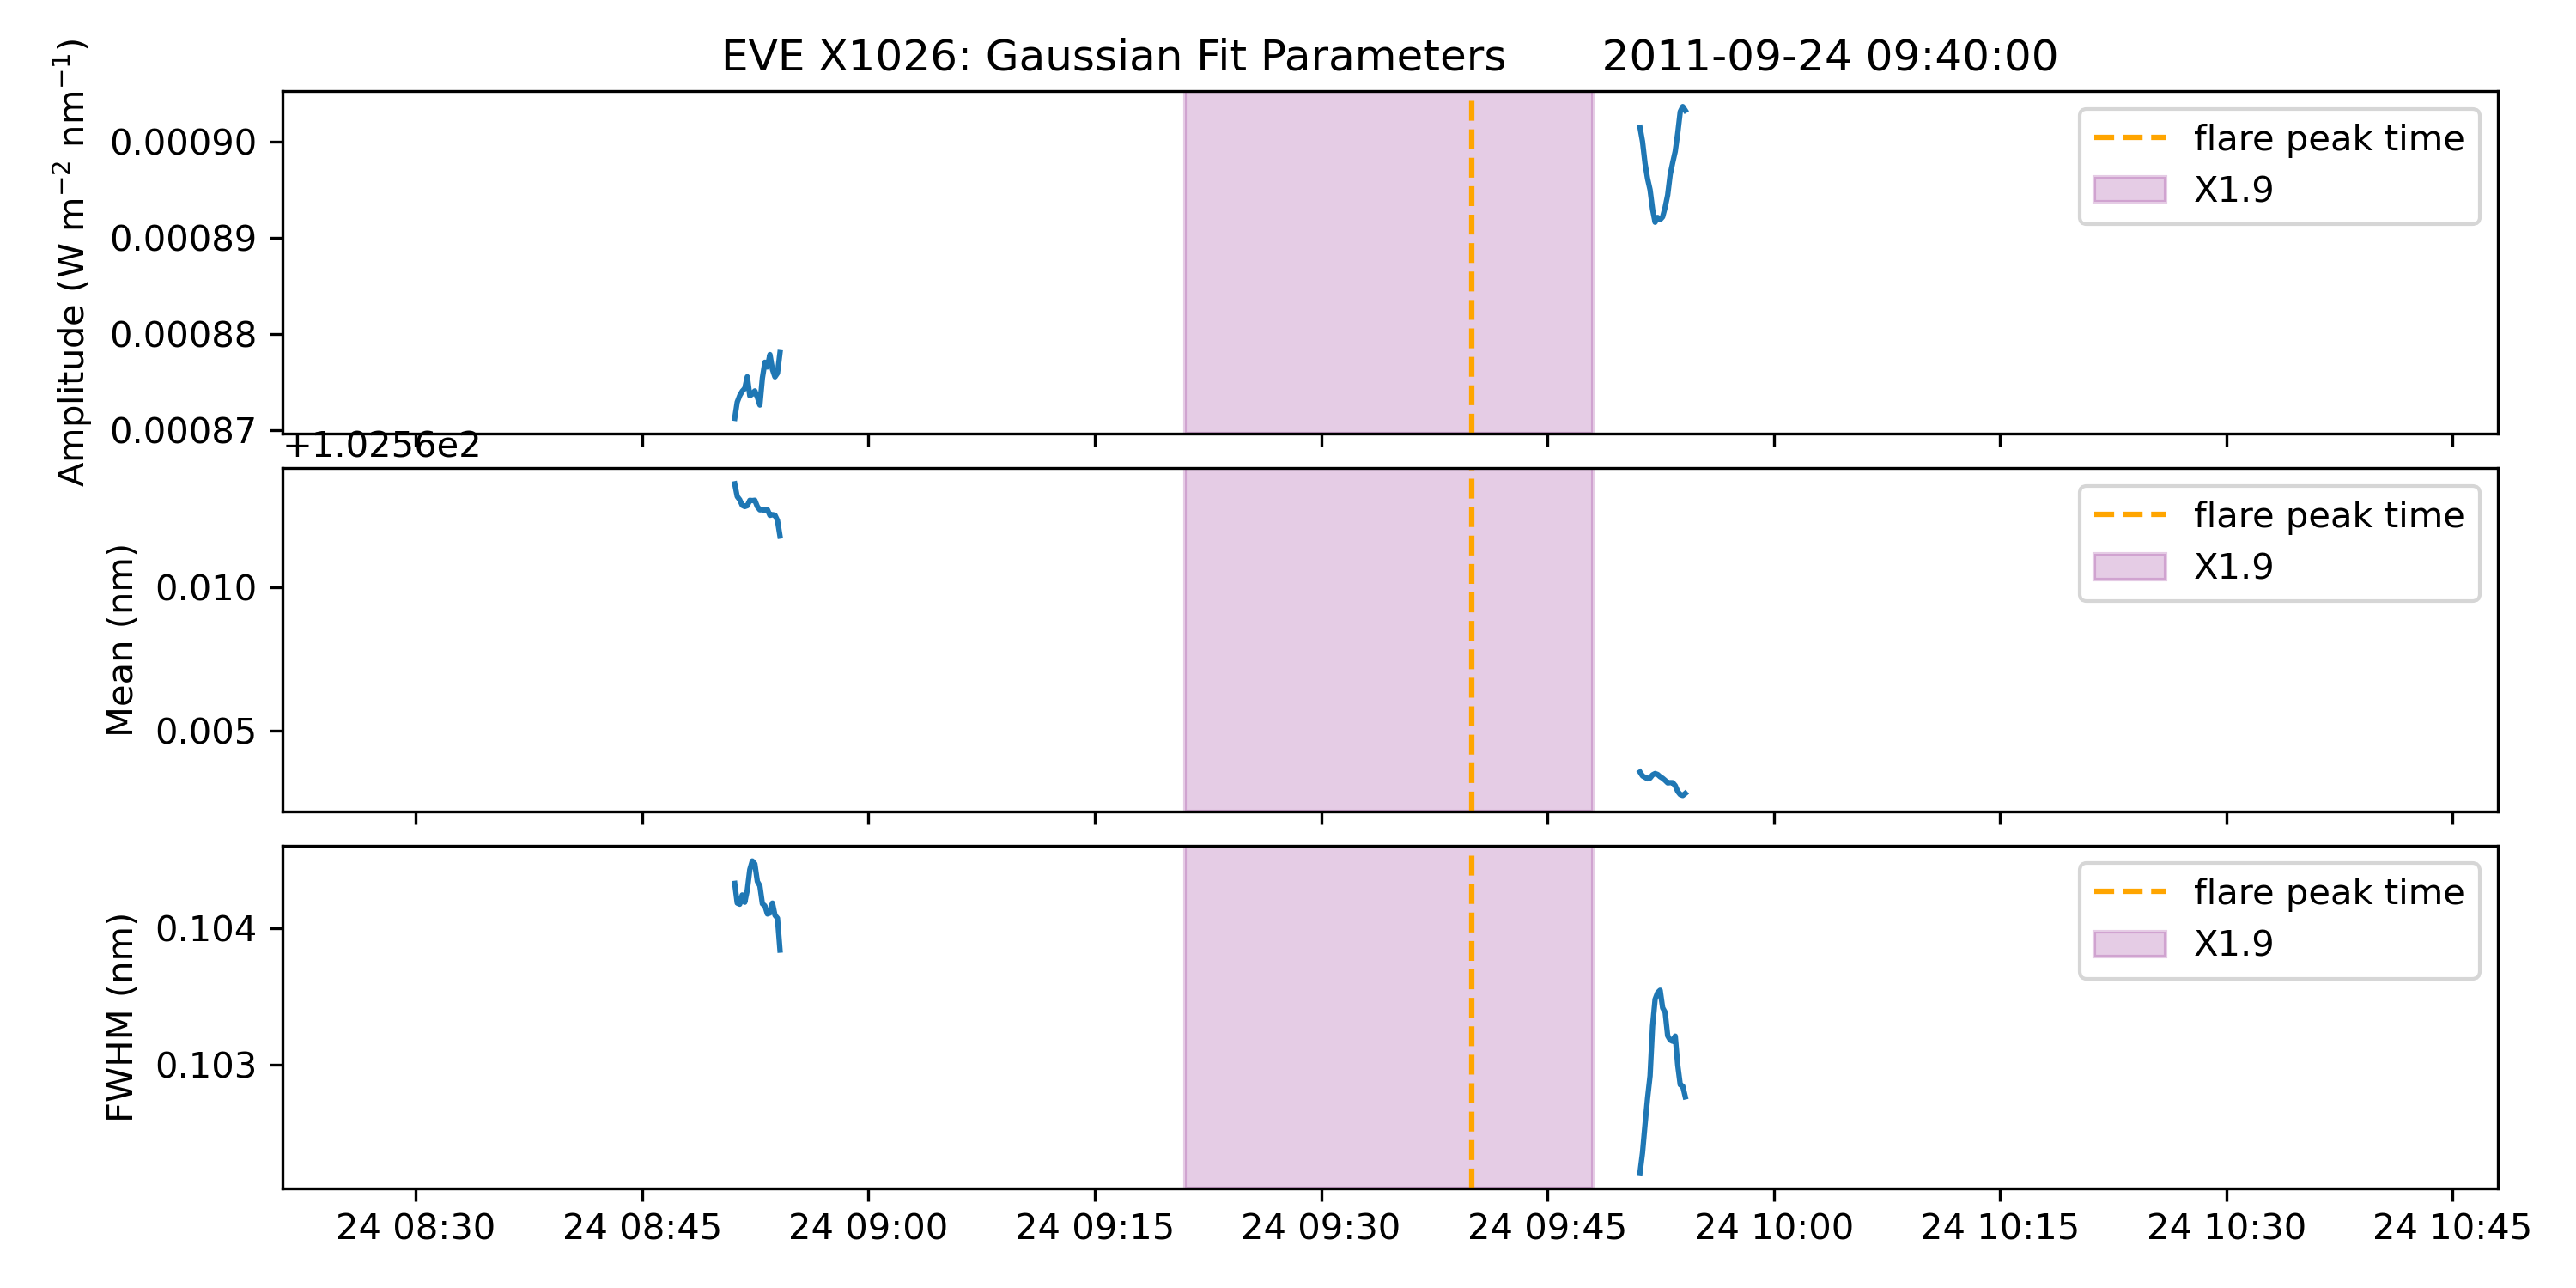 EVE X1026: Gaussian Fit Parameters 2011-09-24 09:40:00
Amplitude (W m⁻² nm⁻¹)
0.00090
0.00089
0.00088
0.00087
flare peak time
X1.9
+1.0256e2
Mean (nm)
0.010
0.005
flare peak time
X1.9
FWHM (nm)
0.104
0.103
flare peak time
X1.9
24 08:30 24 08:45 24 09:00 24 09:15 24 09:30 24 09:45 24 10:00 24 10:15 24 10:30 24 10:45